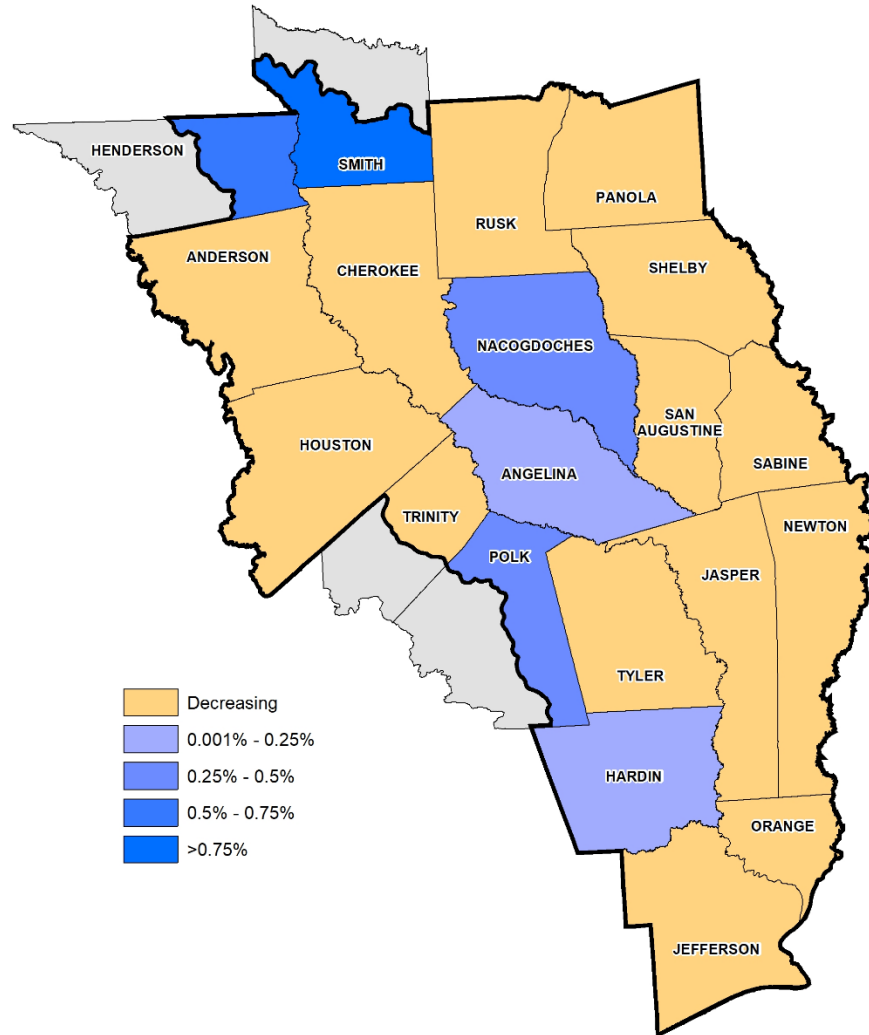 HENDERSON
SMITH
PANOLA
RUSK
ANDERSON
CHEROKEE
SHELBY
NACOGDOCHES
SAN
AUGUSTINE
HOUSTON
SABINE
ANGELINA
TRINITY
NEWTON
POLK
JASPER
TYLER
Decreasing
0.001% - 0.25%
0.25% - 0.5%
0.5% - 0.75%
>0.75%
HARDIN
ORANGE
JEFFERSON